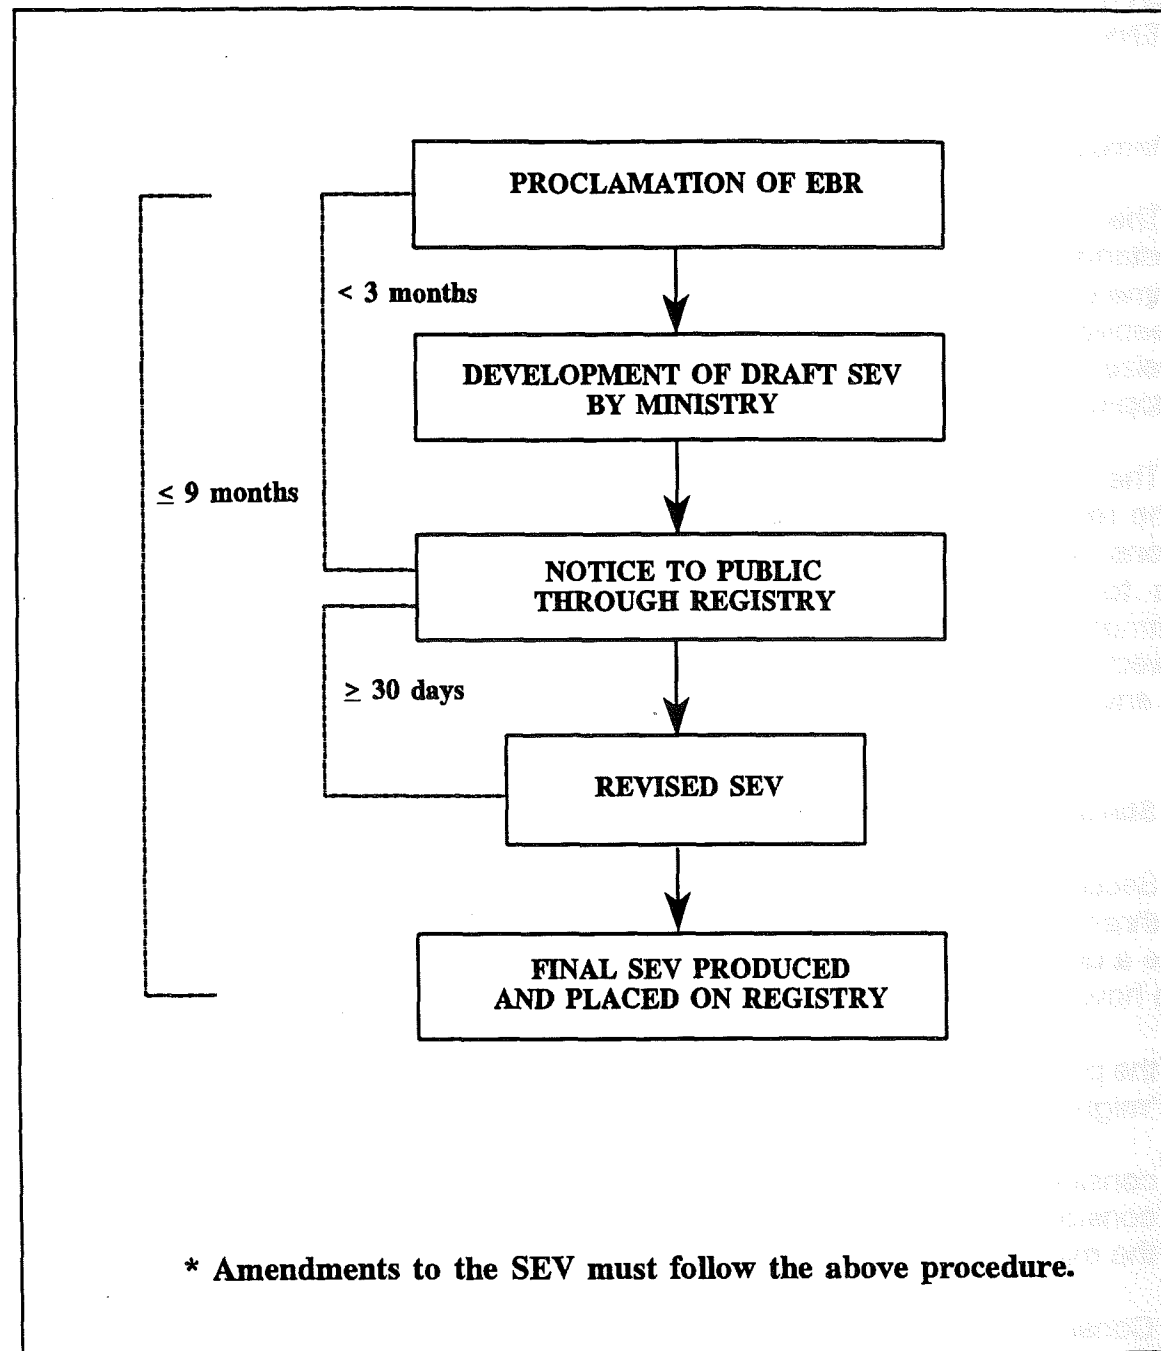 PROCLAMATION OF EBR
< 3 months
DEVELOPMENT OF DRAFT SEV
BY MINISTRY
≤ 9 months
NOTICE TO PUBLIC
THROUGH REGISTRY
≥ 30 days
REVISED SEV
FINAL SEV PRODUCED
AND PLACED ON REGISTRY
* Amendments to the SEV must follow the above procedure.